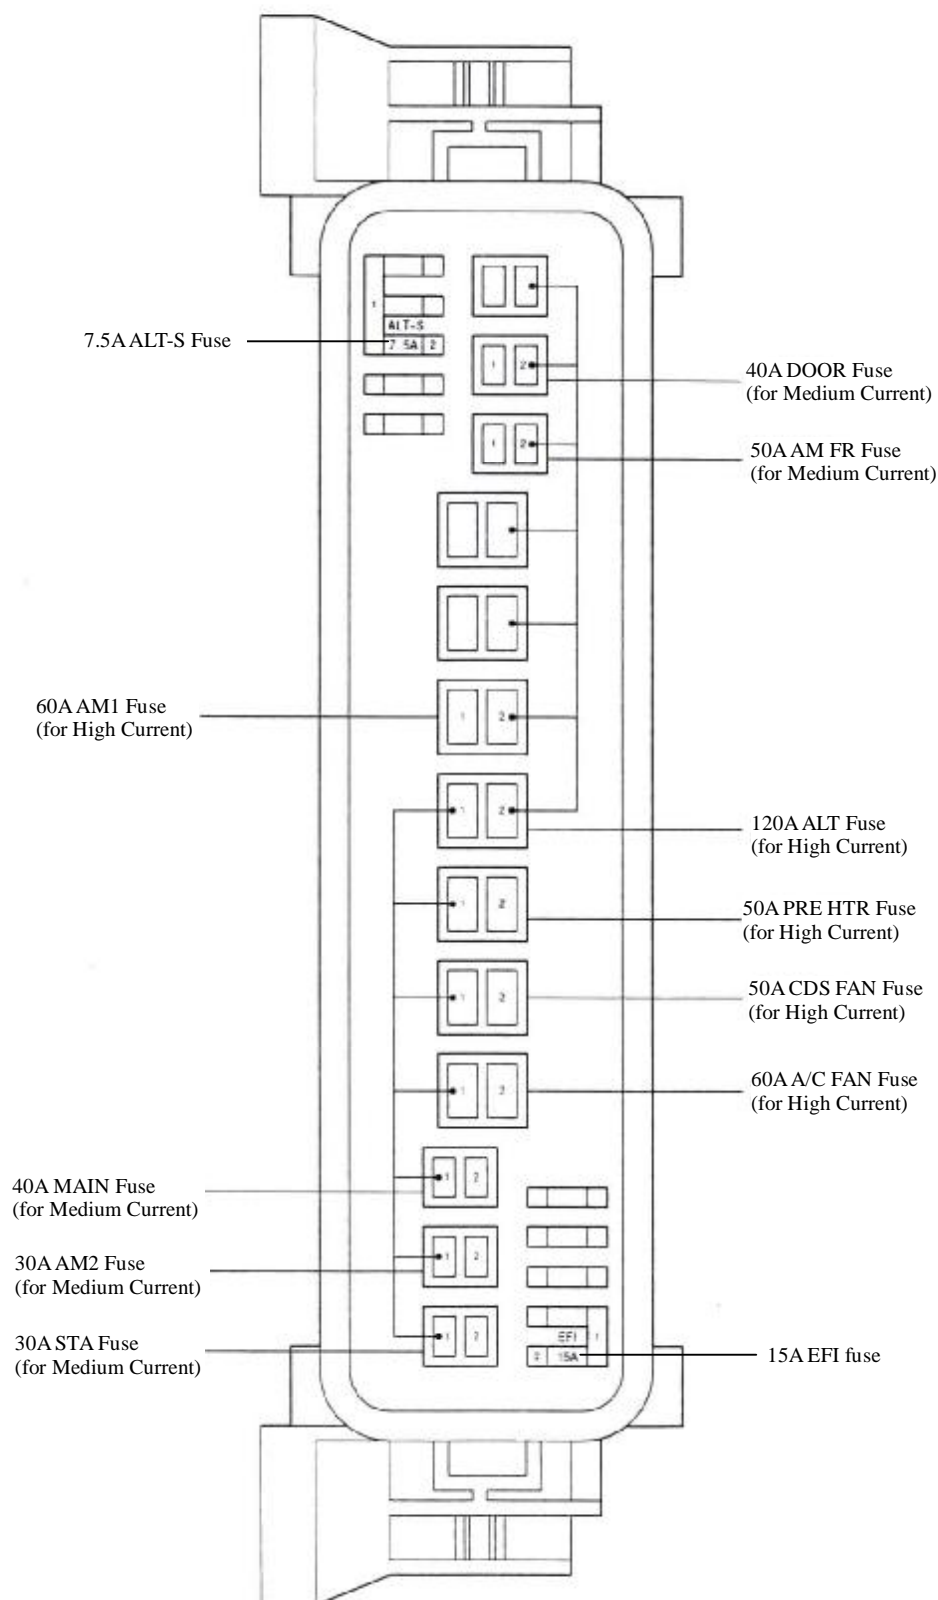 1
ALT-S
7.5A 2
7.5A ALT-S Fuse
1 2
40A DOOR Fuse
(for Medium Current)
1 2
50A AM FR Fuse
(for Medium Current)
60A AM1 Fuse
(for High Current)
1 2
1 2
120A ALT Fuse
(for High Current)
1 2
50A PRE HTR Fuse
(for High Current)
1 2
50A CDS FAN Fuse
(for High Current)
1 2
60A A/C FAN Fuse
(for High Current)
40A MAIN Fuse
(for Medium Current)
1 2
30A AM2 Fuse
(for Medium Current)
1 2
30A STA Fuse
(for Medium Current)
1 2
EFI 1
2 15A
15A EFI fuse